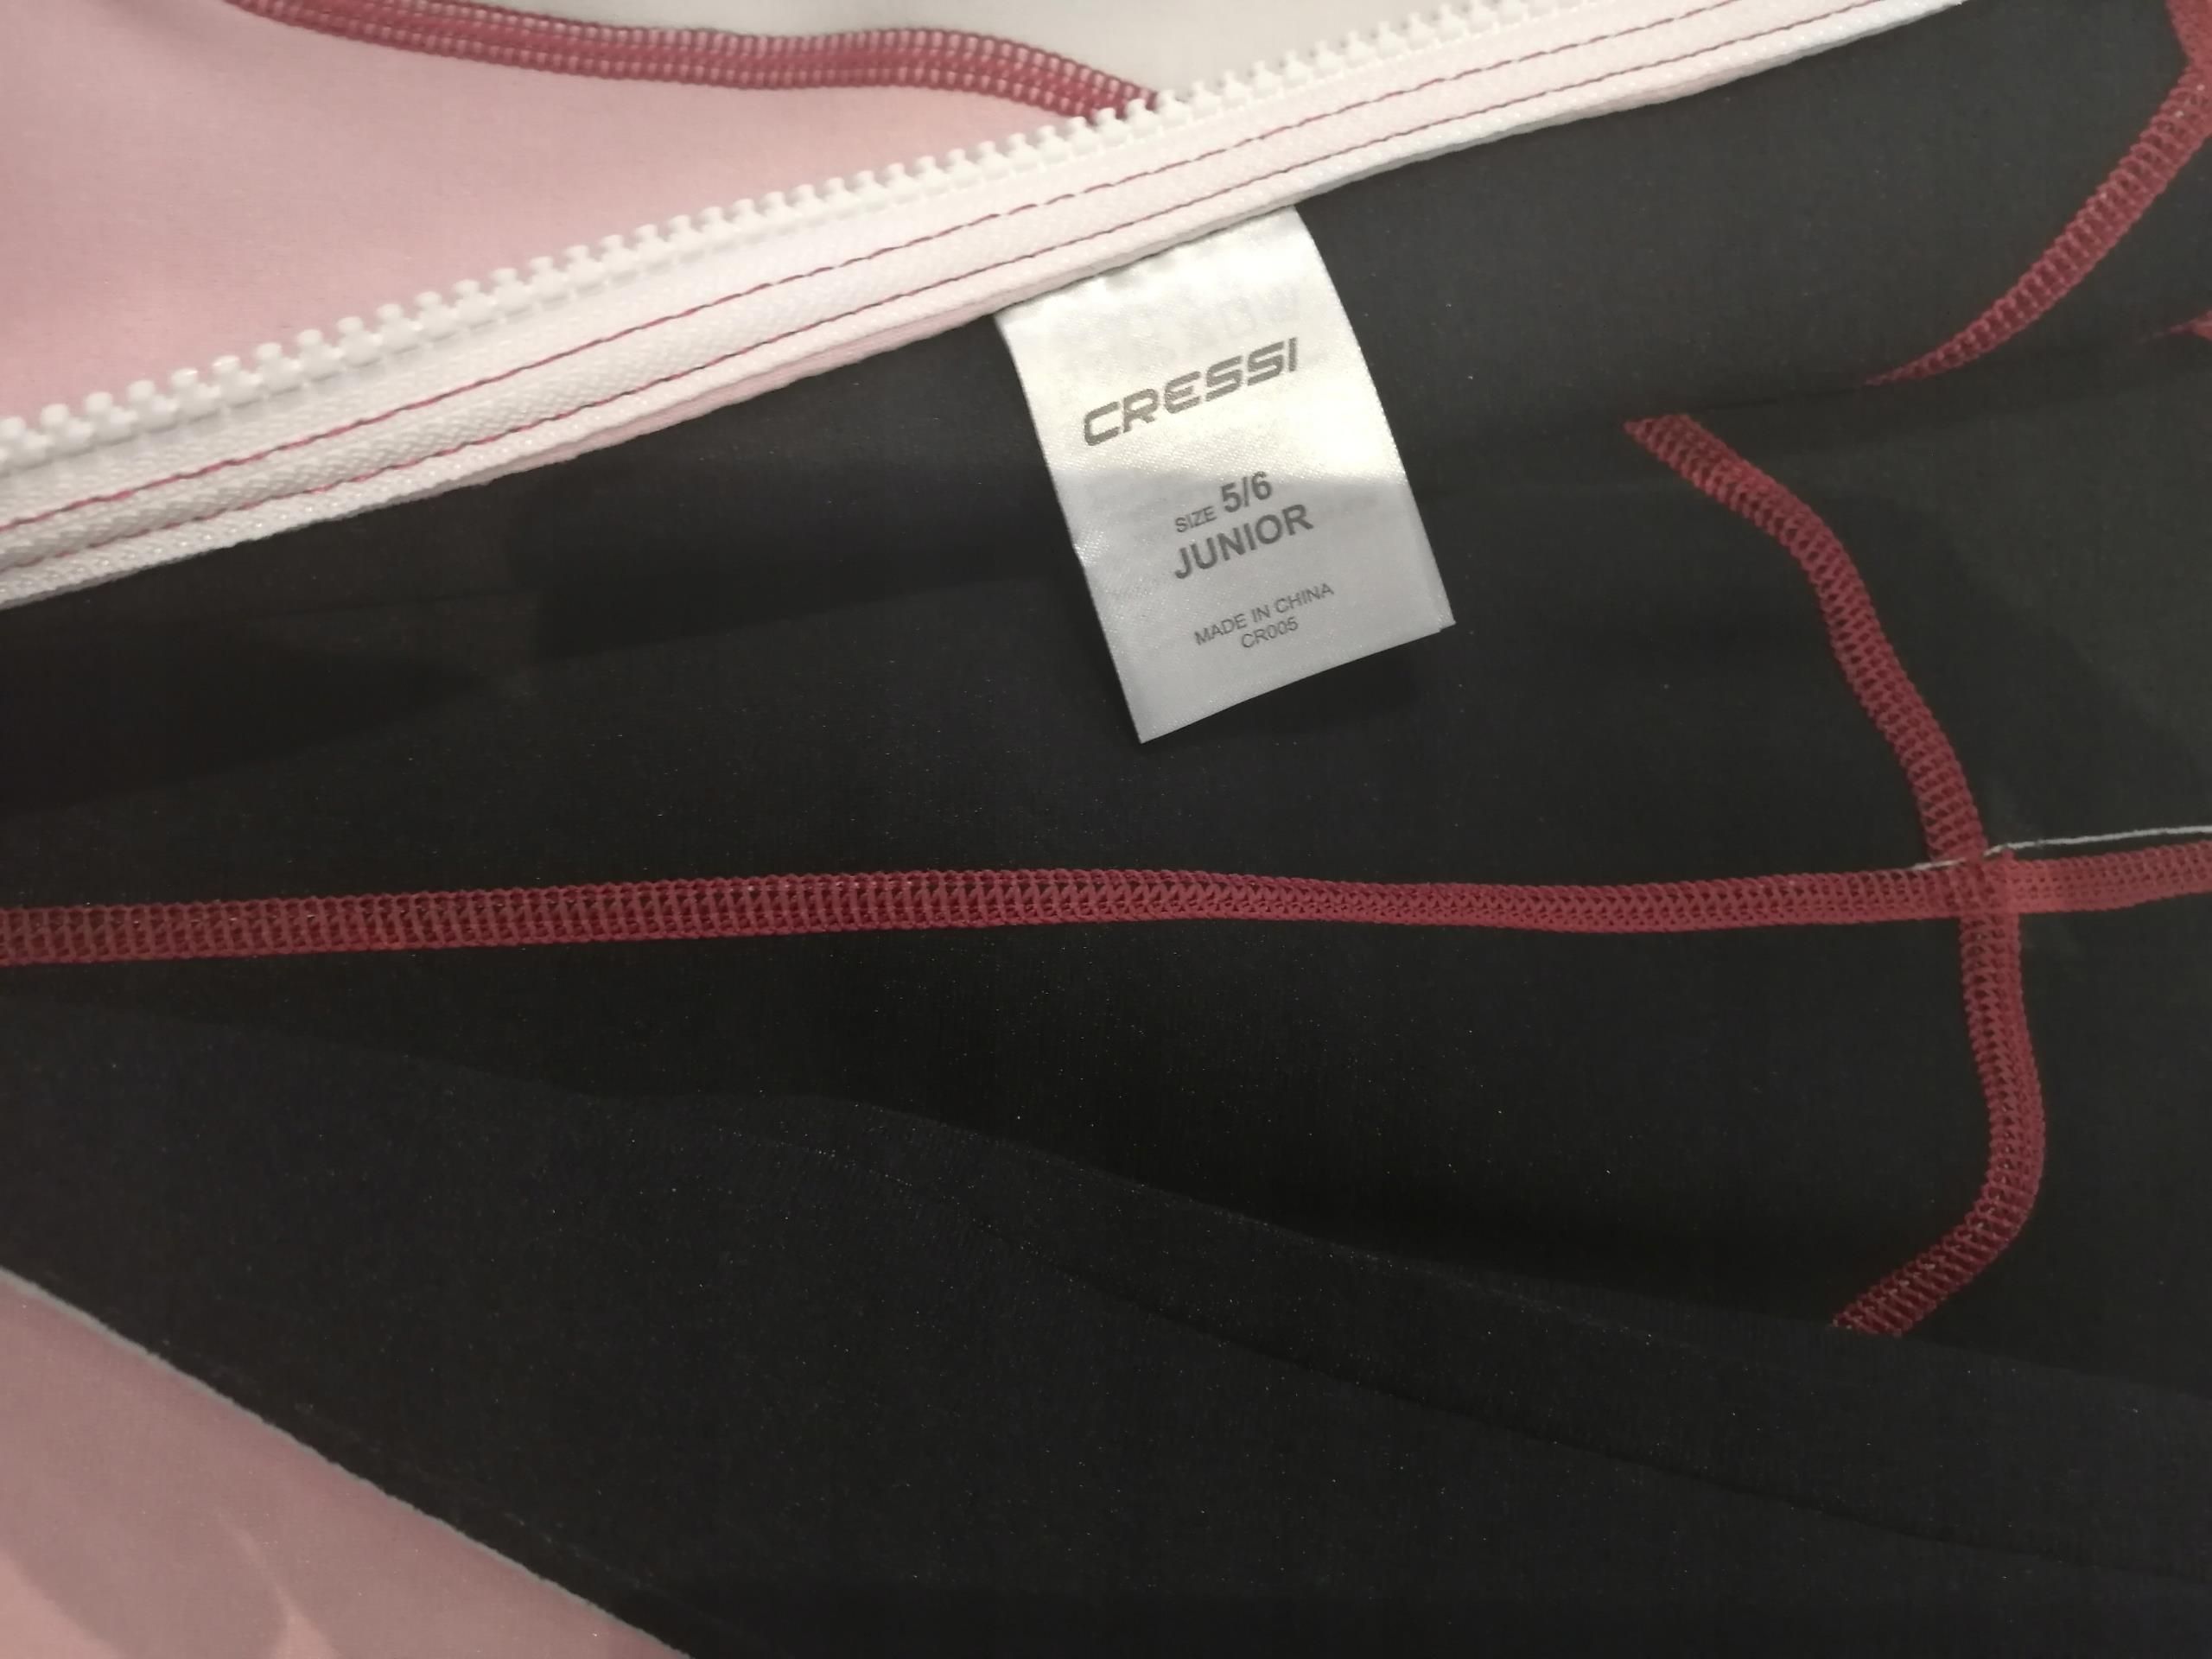 CRESSI
SIZE 5/6
JUNIOR
MADE IN CHINA
CR005